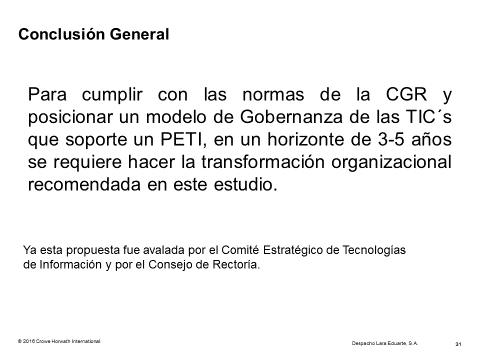 Conclusión General
Para cumplir con las normas de la CGR y
posicionar un modelo de Gobernanza de las TIC´s
que soporte un PETI, en un horizonte de 3-5 años
se requiere hacer la transformación organizacional
recomendada en este estudio.
Ya esta propuesta fue avalada por el Comité Estratégico de Tecnologías
de Información y por el Consejo de Rectoría.
© 2016 Crowe Horwath International
Despacho Lara Eduarte, S.A.
31